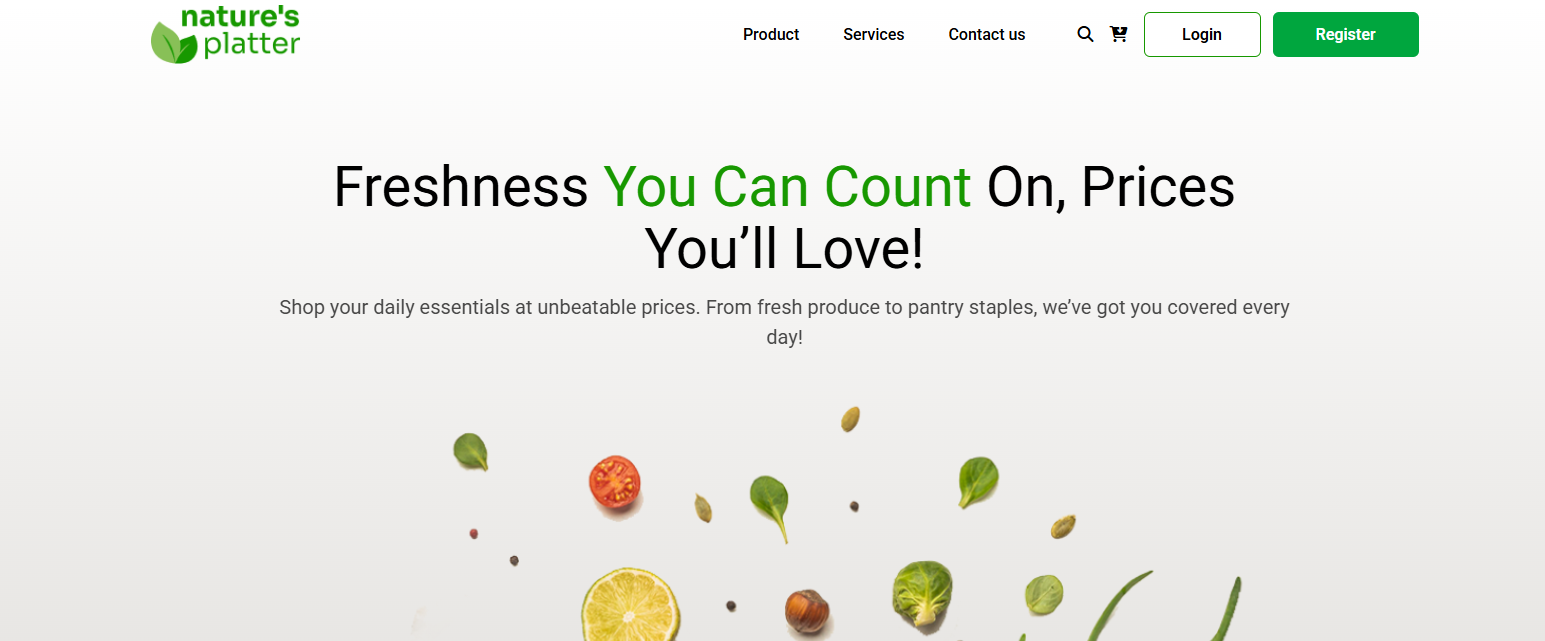 nature's
platter
Product
Services
Contact us
Login
Register
Freshness You Can Count On, Prices
You’ll Love!
Shop your daily essentials at unbeatable prices. From fresh produce to pantry staples, we’ve got you covered every
day!